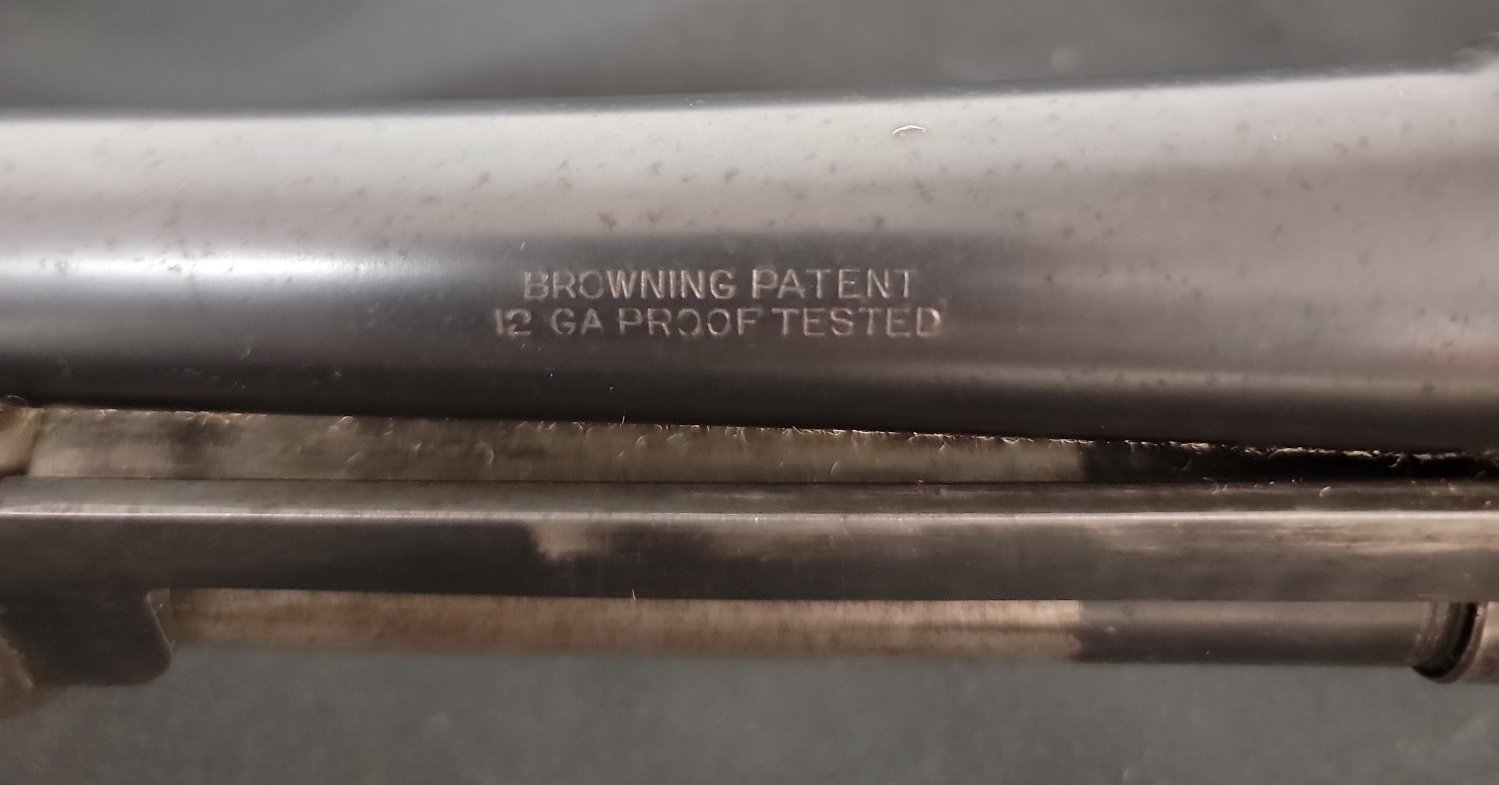 BROWNING PATENT
12 GA PROOF TESTED